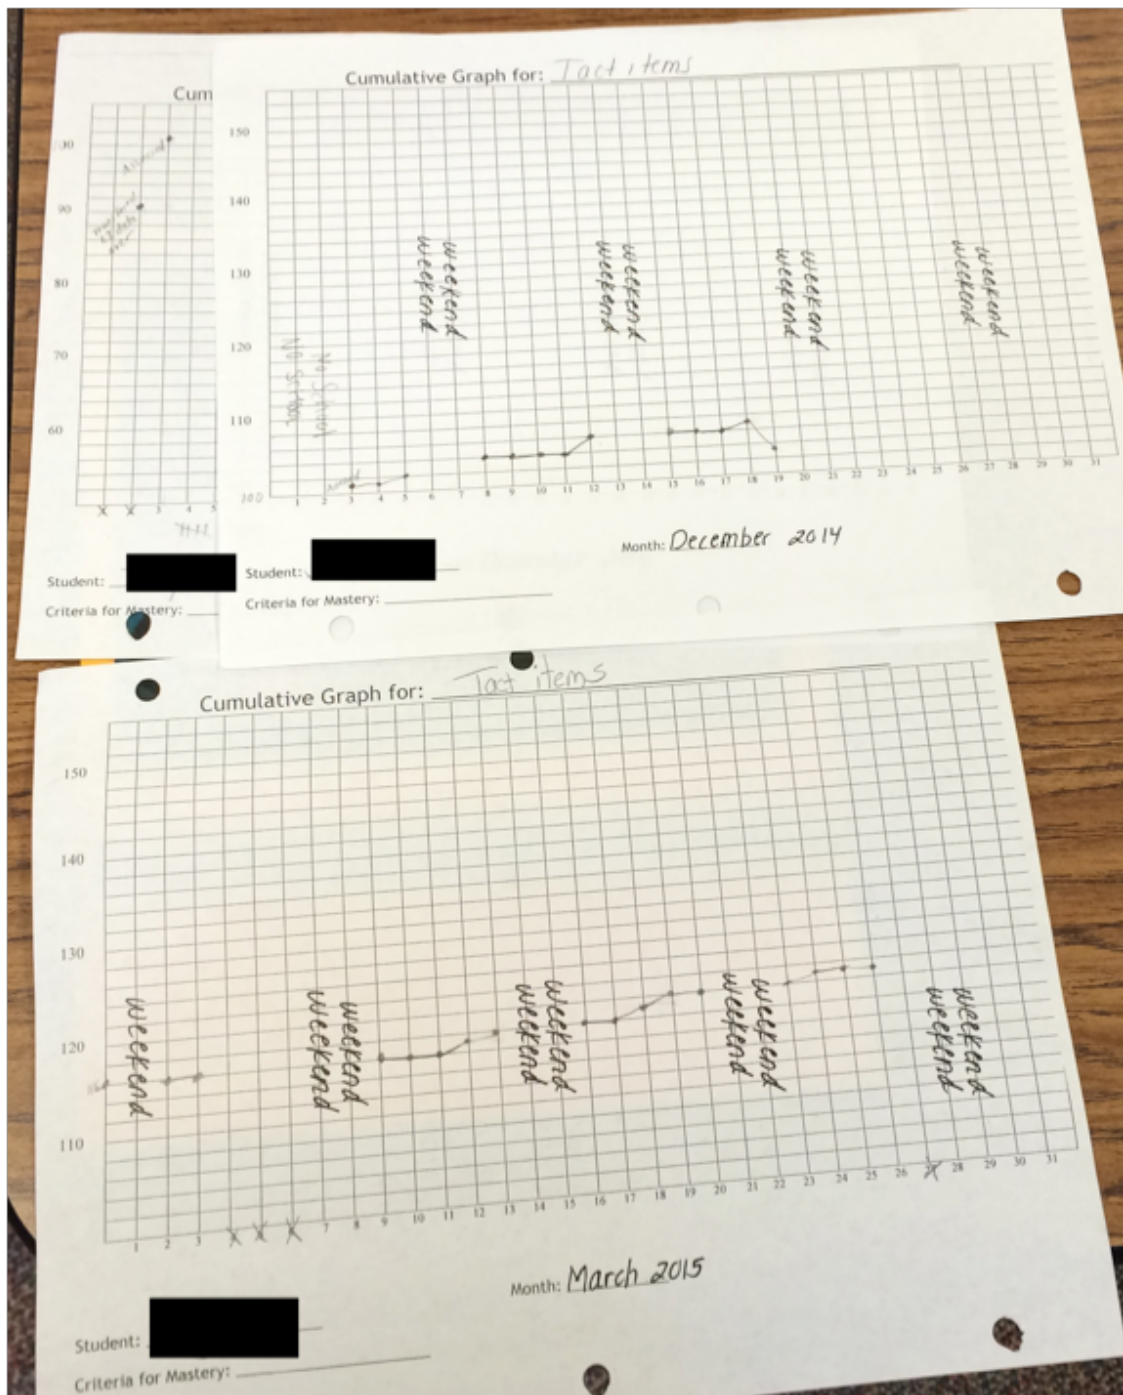 Cum
90
80
70
60
3 4 5
Student:
Criteria for Mastery:
Cumulative Graph for: Tact items
150
140
130
120
110
100
No School
No School
weekend
weekend
weekend
weekend
weekend
weekend
weekend
weekend
1 2 3 4 5 6 7 8 9 10 11 12 13 14 15 16 17 18 19 20 21 22 23 24 25 26 27 28 29 30 31
Month: December 2014
Student:
Criteria for Mastery:
Cumulative Graph for: Tact items
150
140
130
120
110
weekend
weekend
weekend
weekend
weekend
weekend
weekend
weekend
weekend
1 2 3 7 8 9 10 11 12 13 14 15 16 17 18 19 20 21 22 23 24 25 26 28 29 30 31
Month: March 2015
Student:
Criteria for Mastery: